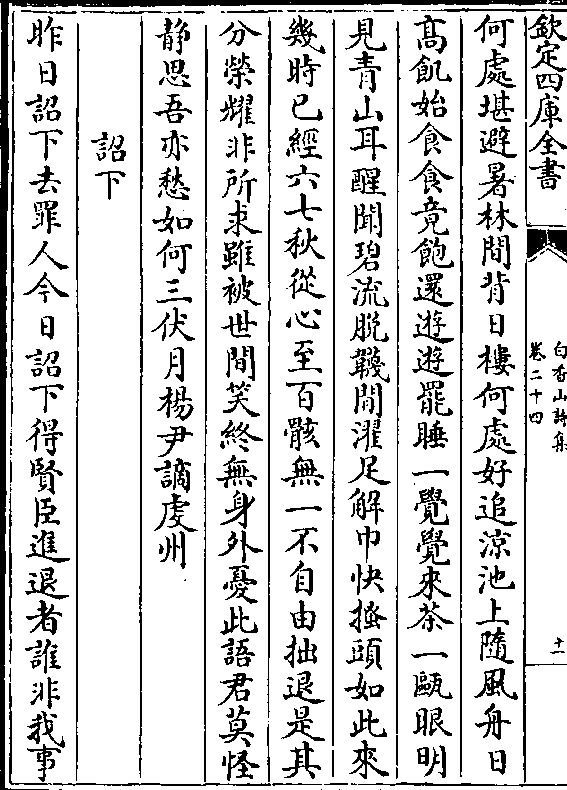 欽定四庫全書
白香山詩集
卷二十四
十一
何處堪避暑林間背日樓何處好追涼池上隨風舟日
髙飢始食食竟飽還遊遊罷睡一覺覺來茶一甌眼明
見青山耳醒聞碧流脫韈閒濯足解巾快搔頭如此來
幾時已經六七秋從心至百骸無一不自由拙退是其
分榮耀非所求雖被世間笑終無身外憂此語君莫怪
静思吾亦愁如何三伏月楊尹謫虔州
詔下
昨日詔下去罪人今日詔下得賢臣進退者誰非我事